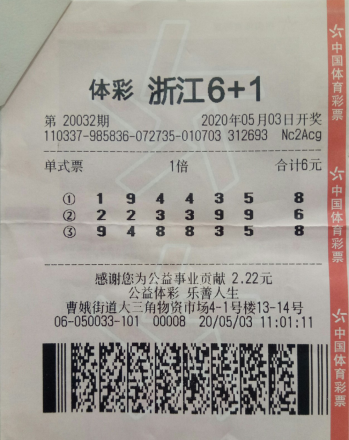 体彩 浙江6+1
第 20032期 2020年05月03日开奖
110337-985836-072735-010703 312693 Nc2Acg
单式票 1倍 合计6元
① 1 9 4 4 3 5 8
② 2 2 3 3 9 9 6
③ 9 4 8 8 3 5 8
感谢您为公益事业贡献 2.22元
公益体彩 乐善人生
曹娥街道大三角物资市场4-1号楼13-14号
06-050033-101 00008 20/05/03 11:01:11
中国体育彩票
中国体育彩票
中国体育彩票